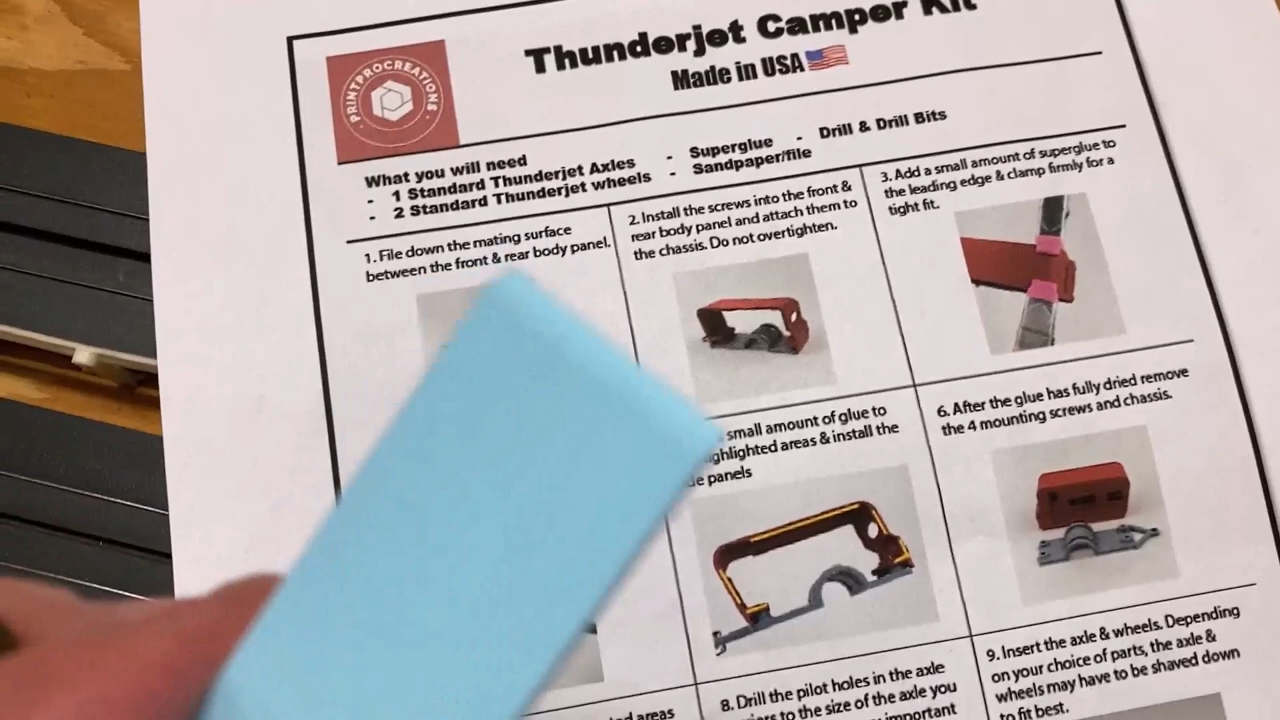 Thunderjet Camper Kit
Made in USA
PRINTPROCREATIONS
What you will need
- 1 Standard Thunderjet Axles - Superglue - Drill & Drill Bits
- 2 Standard Thunderjet wheels - Sandpaper/file
1. File down the mating surface
between the front & rear body panel.
2. Install the screws into the front &
rear body panel and attach them to
the chassis. Do not overtighten.
3. Add a small amount of superglue to
the leading edge & clamp firmly for a
tight fit.
small amount of glue to
areas & install the
panels
6. After the glue has fully dried remove
the 4 mounting screws and chassis.
areas
8. Drill the pilot holes in the axle
to the size of the axle you
important
9. Insert the axle & wheels. Depending
on your choice of parts, the axle &
wheels may have to be shaved down
to fit best.